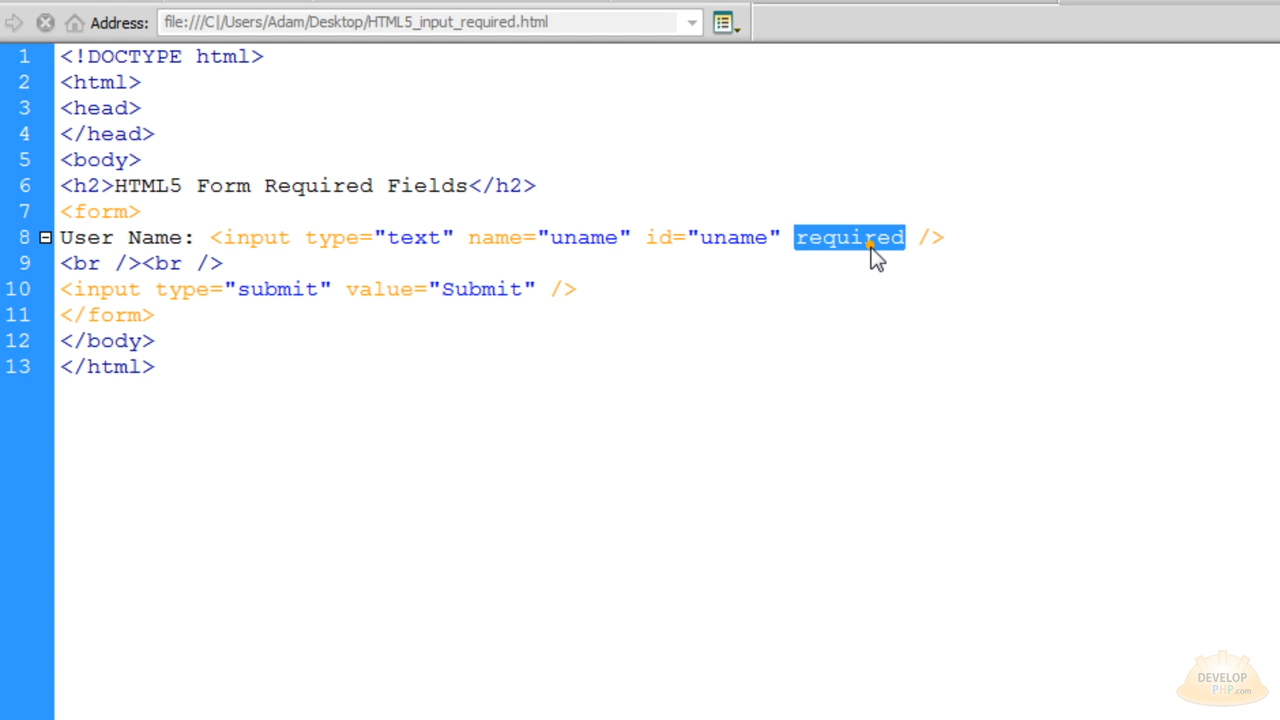 Address: file:///C|/Users/Adam/Desktop/HTML5_input_required.html
1 <!DOCTYPE html>
2 <html>
3 <head>
4 </head>
5 <body>
6 <h2>HTML5 Form Required Fields</h2>
7 <form>
8 User Name: <input type="text" name="uname" id="uname" required />
9 <br /><br />
10 <input type="submit" value="Submit" />
11 </form>
12 </body>
13 </html>
DEVELOP
PHP.com